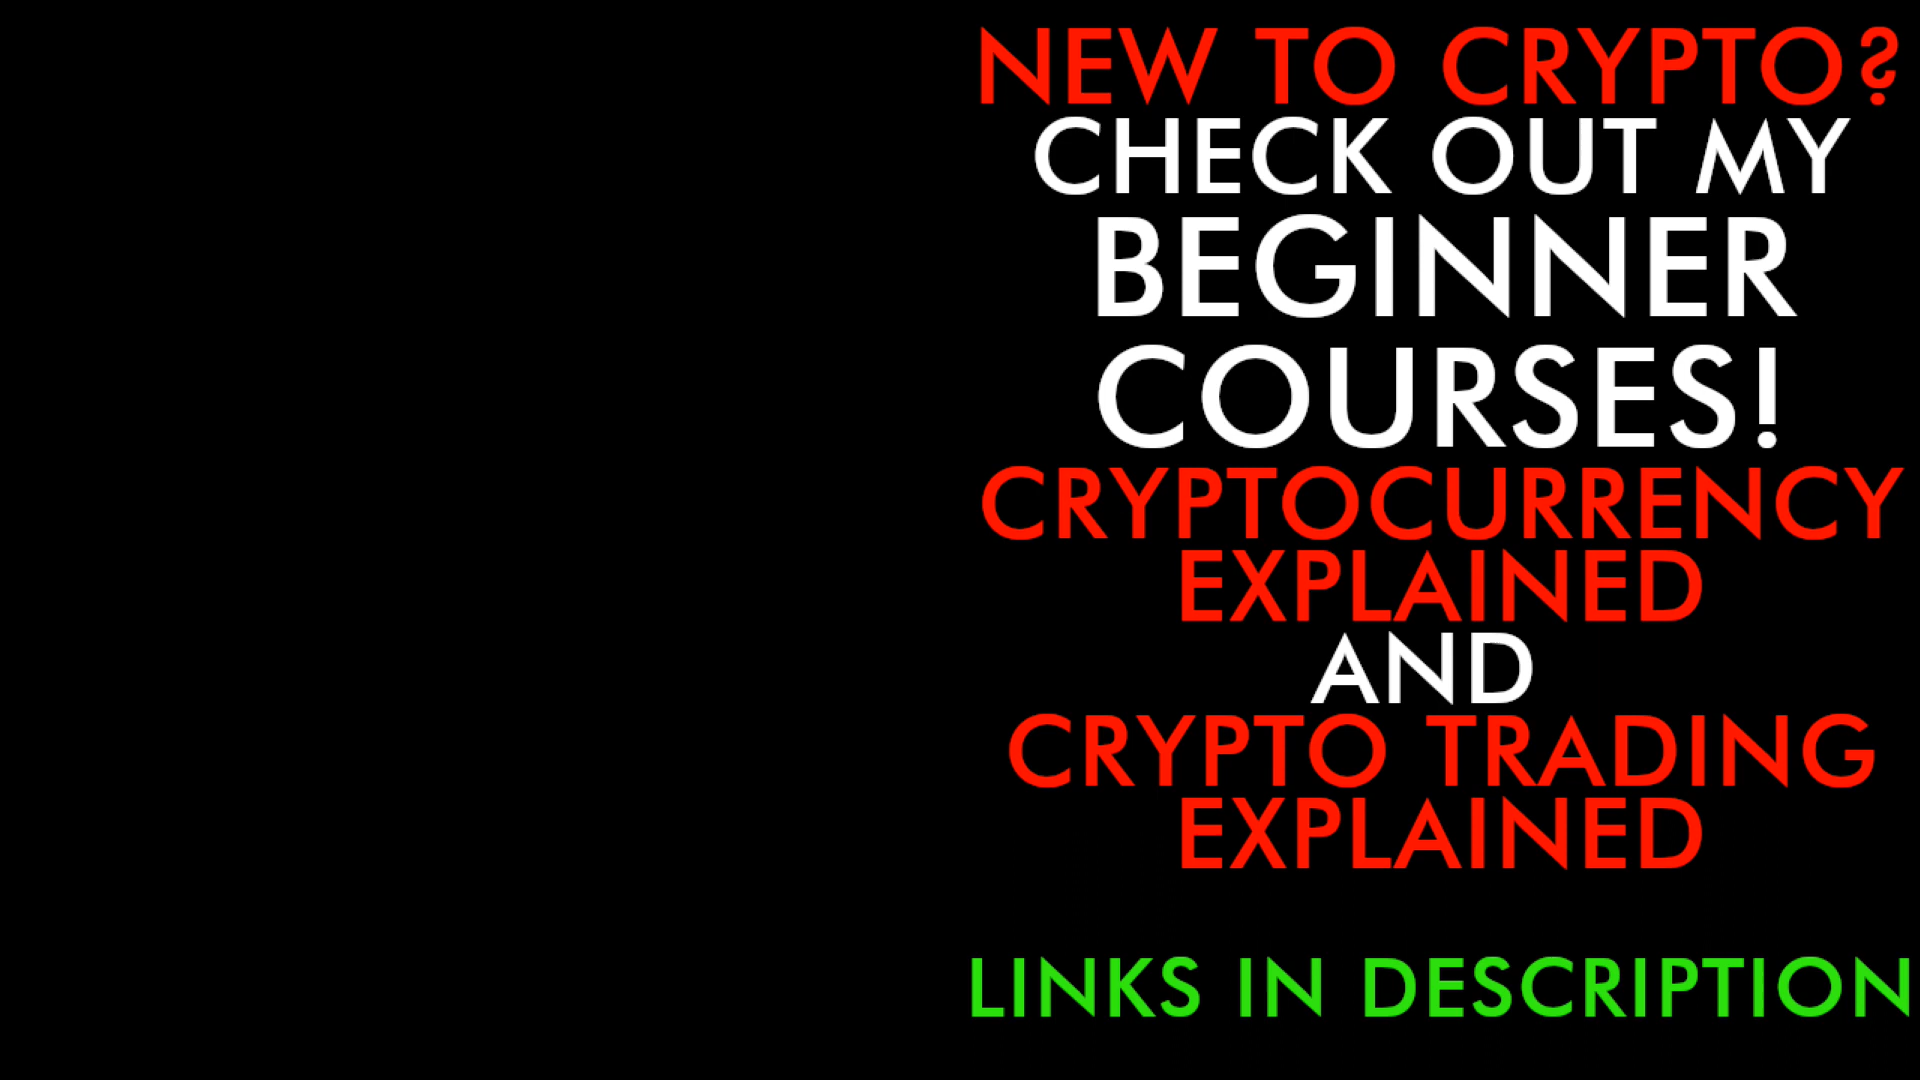 NEW TO CRYPTO?
CHECK OUT MY
BEGINNER
COURSES!
CRYPTOCURRENCY
EXPLAINED
AND
CRYPTO TRADING
EXPLAINED
LINKS IN DESCRIPTION